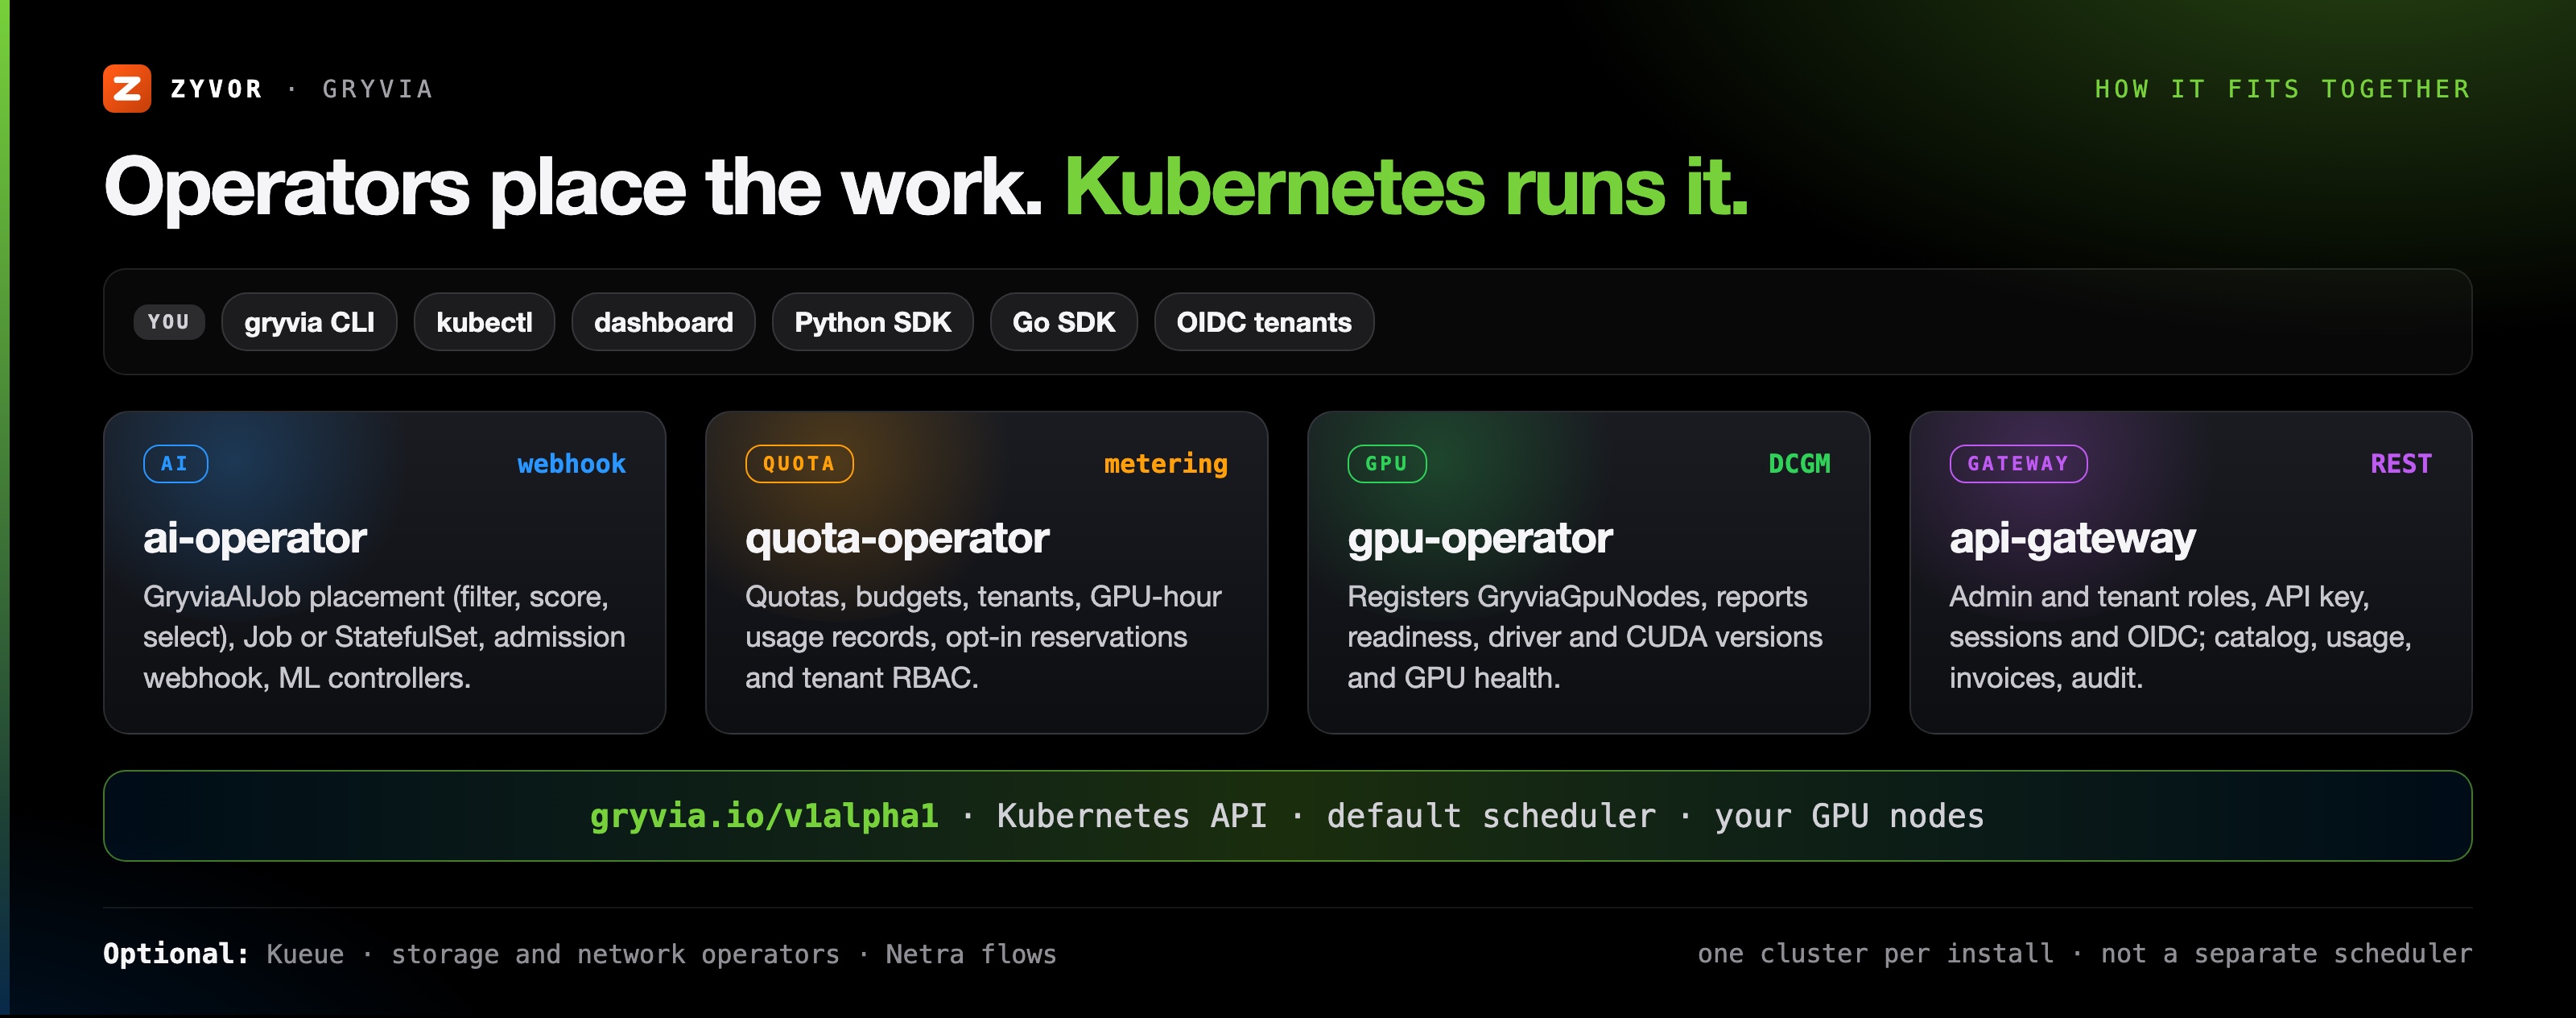 Z ZYVOR · GRYVIA
HOW IT FITS TOGETHER
Operators place the work. Kubernetes runs it.
YOU gryvia CLI kubectl dashboard Python SDK Go SDK OIDC tenants
AI webhook
ai-operator
GryviaAIJob placement (filter, score,
select), Job or StatefulSet, admission
webhook, ML controllers.
QUOTA metering
quota-operator
Quotas, budgets, tenants, GPU-hour
usage records, opt-in reservations
and tenant RBAC.
GPU DCGM
gpu-operator
Registers GryviaGpuNodes, reports
readiness, driver and CUDA versions
and GPU health.
GATEWAY REST
api-gateway
Admin and tenant roles, API key,
sessions and OIDC; catalog, usage,
invoices, audit.
gryvia.io/v1alpha1 · Kubernetes API · default scheduler · your GPU nodes
Optional: Kueue · storage and network operators · Netra flows
one cluster per install · not a separate scheduler